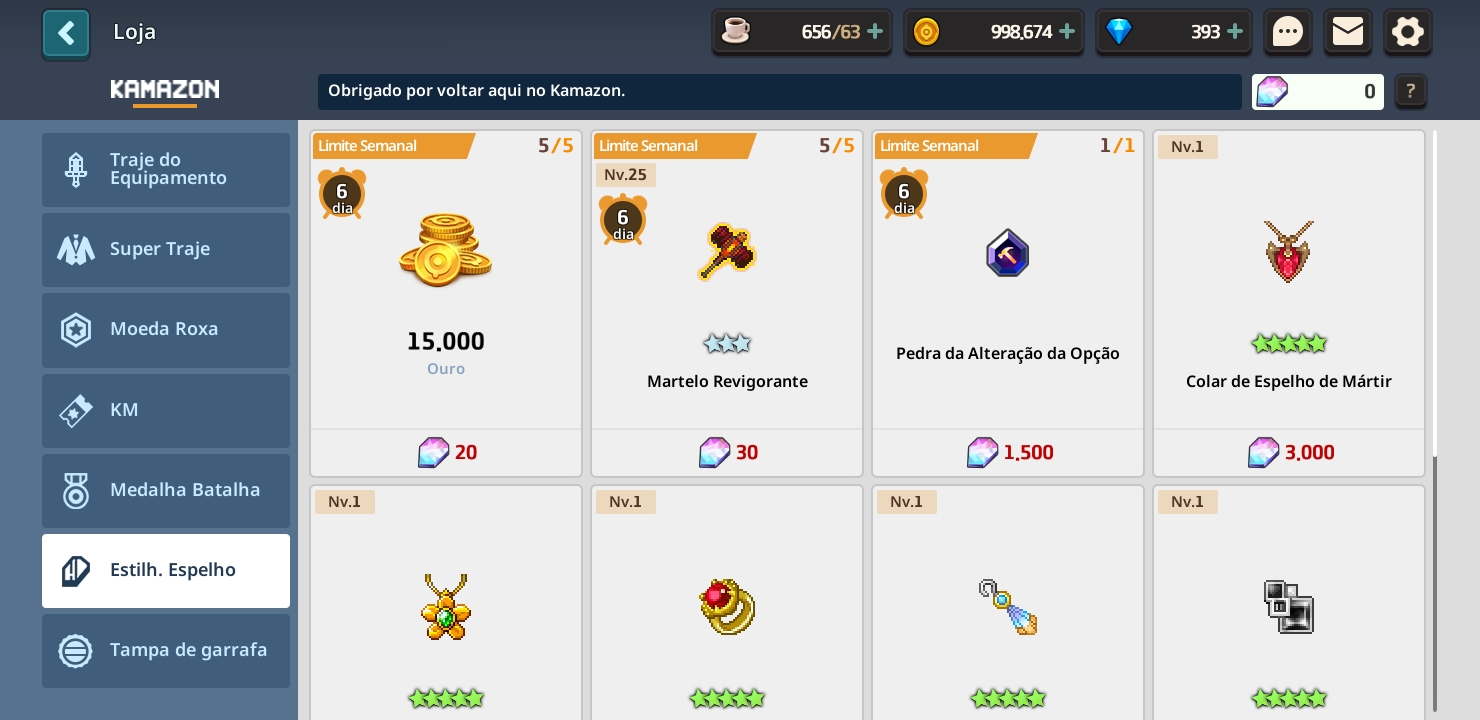 Loja
656/63
998,674
393
KAMAZON
Obrigado por voltar aqui no Kamazon.
0
?
Traje do
Equipamento
Super Traje
Moeda Roxa
KM
Medalha Batalha
Estilh. Espelho
Tampa de garrafa
Limite Semanal 5/5
6
dia
15,000
Ouro
20
Limite Semanal 5/5
Nv.25
6
dia
Martelo Revigorante
30
Limite Semanal 1/1
6
dia
Pedra da Alteração da Opção
1,500
Nv.1
Colar de Espelho de Mártir
3,000
Nv.1
Nv.1
Nv.1
Nv.1